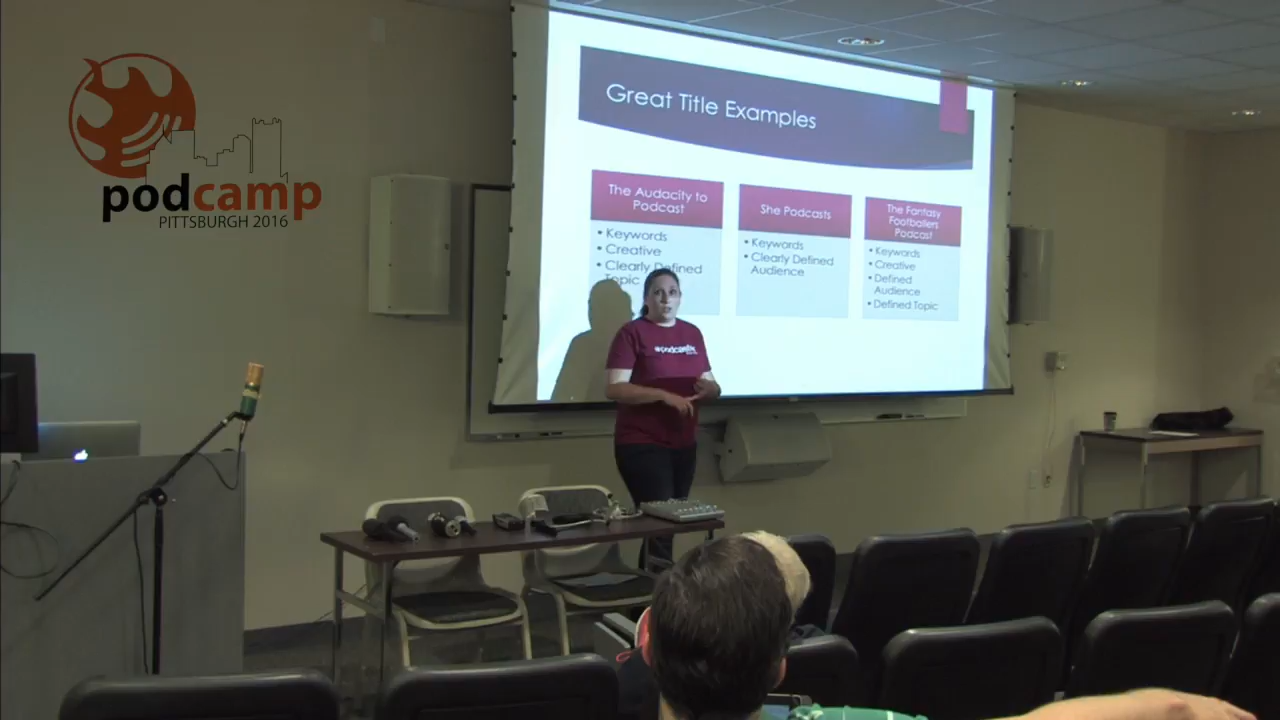 podcamp
PITTSBURGH 2016
Great Title Examples
The Audacity to
Podcast
• Keywords
• Creative
• Clearly Defined
Topic
She Podcasts
• Keywords
• Clearly Defined
Audience
The Fantasy
Footballers
Podcast
• Keywords
• Creative
• Defined
Audience
• Defined Topic